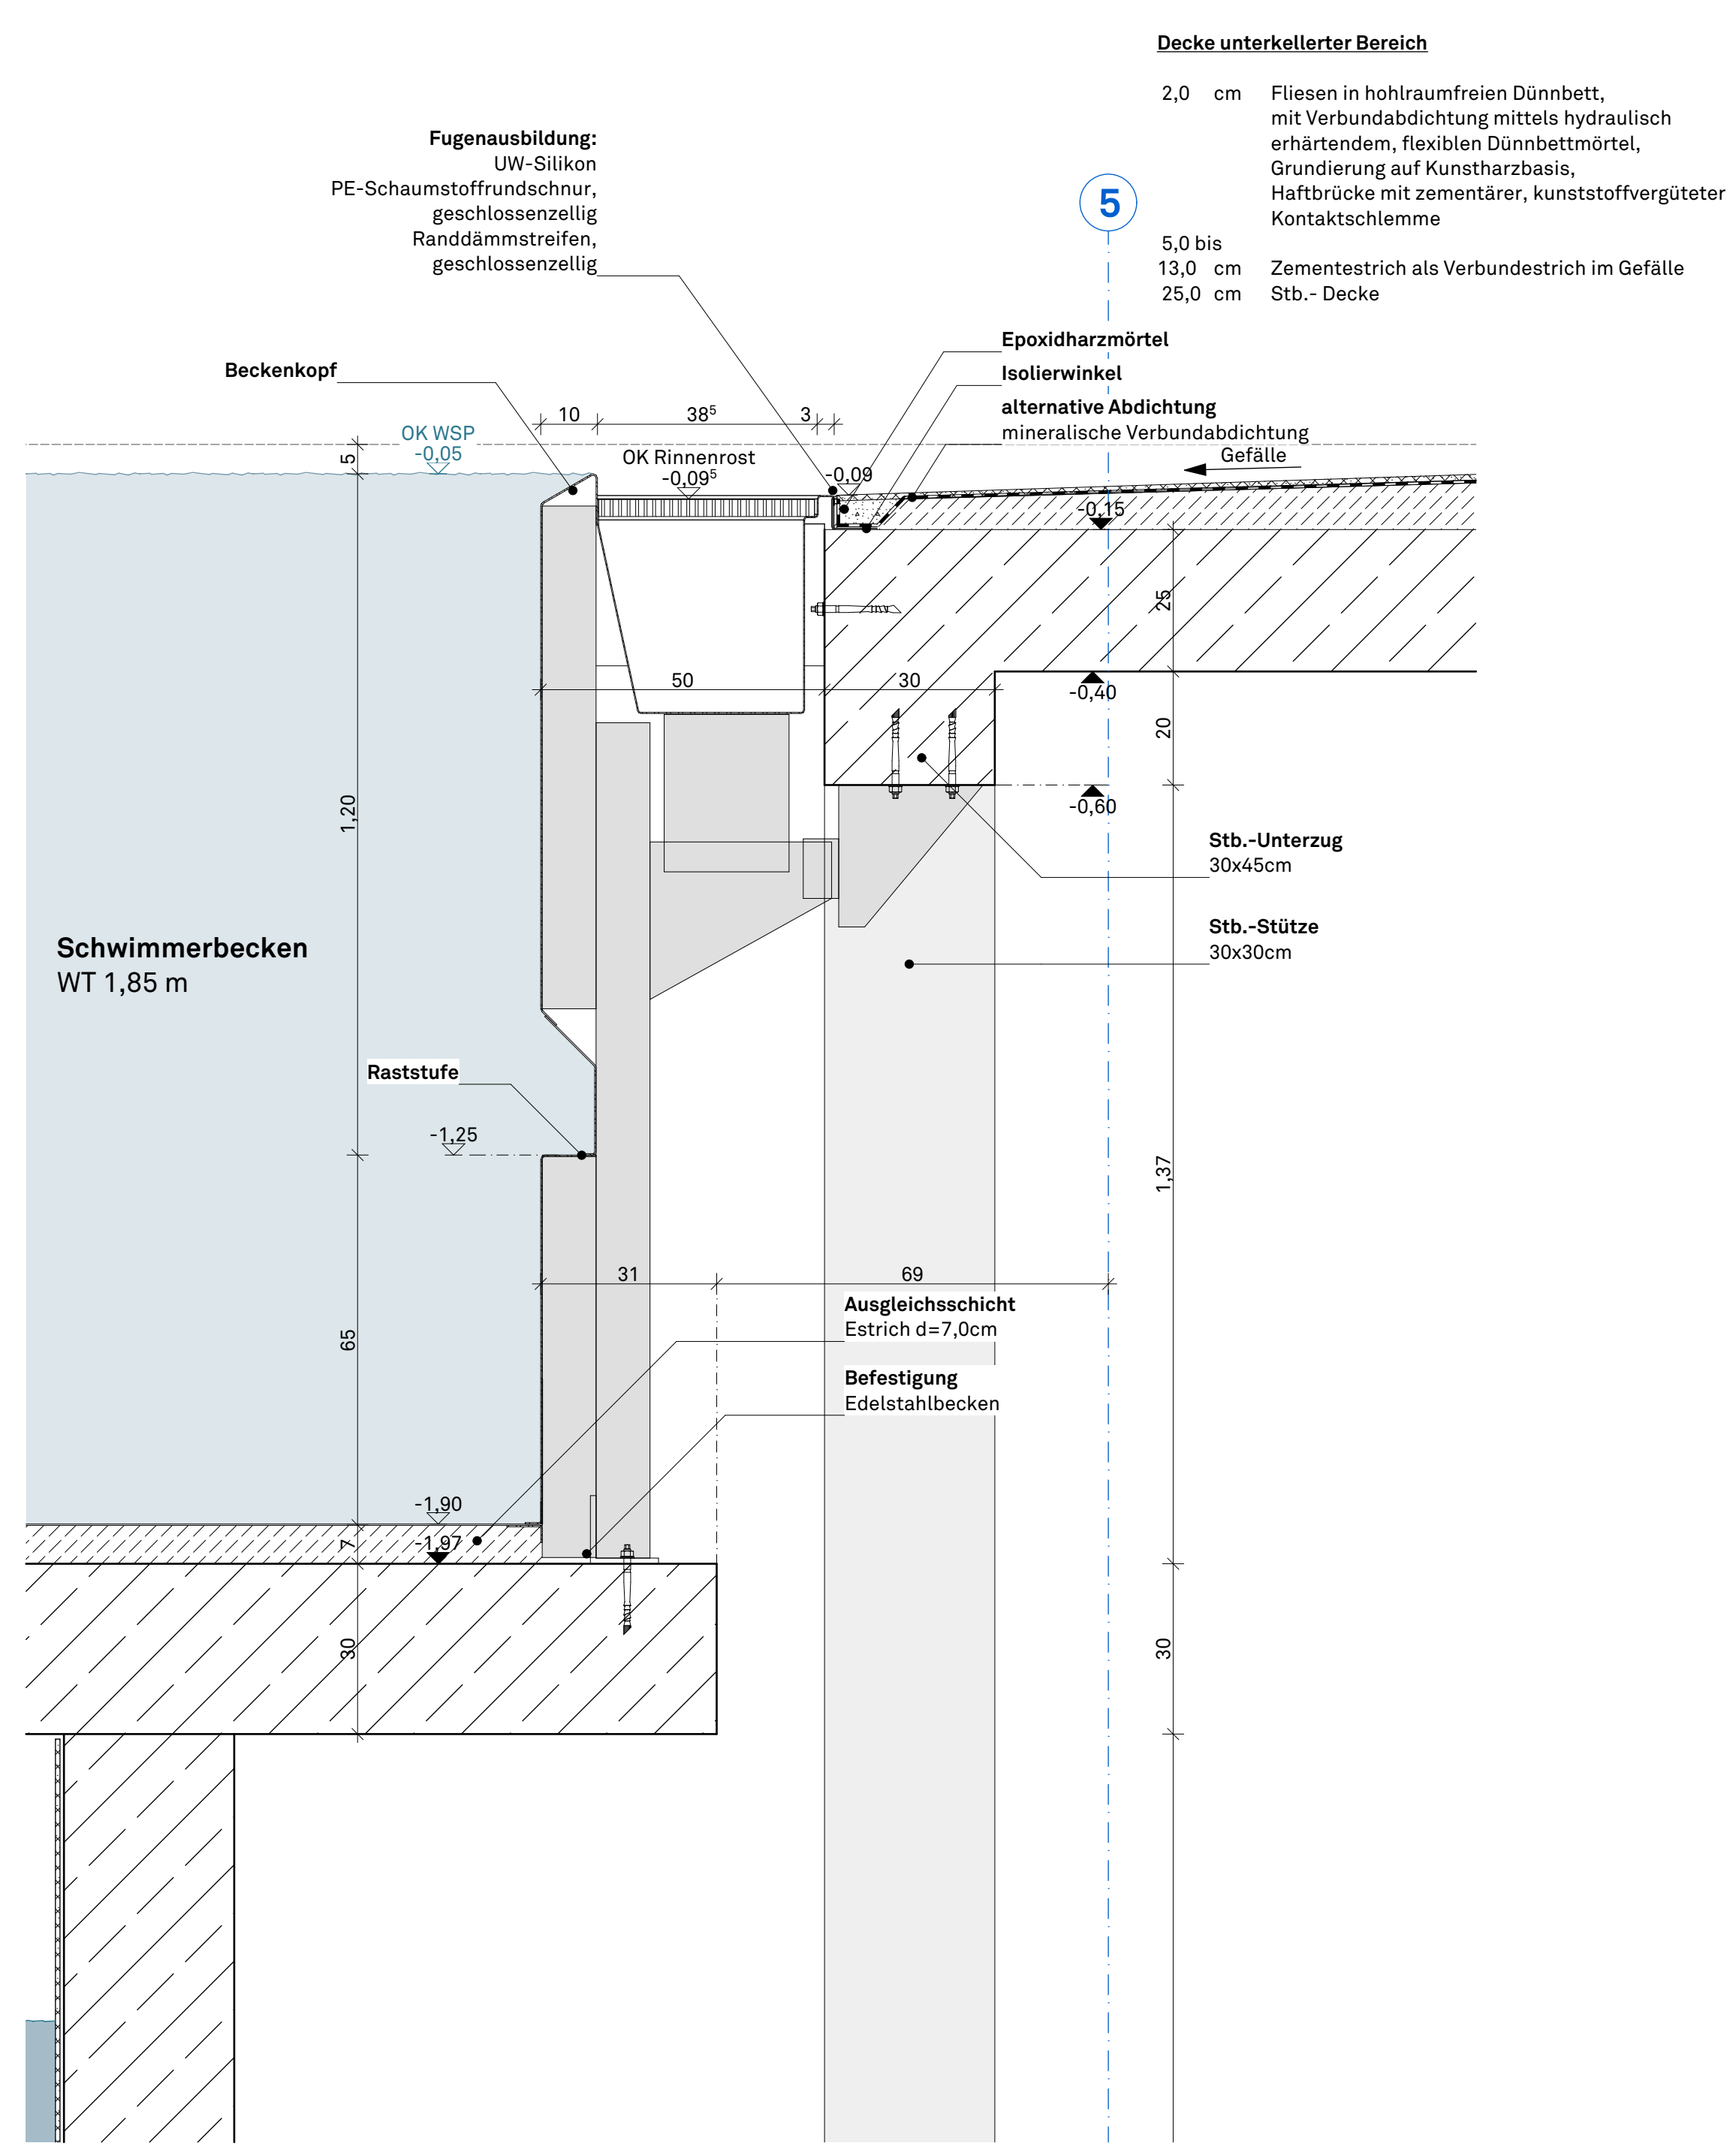 Decke unterkellerter Bereich
2,0 cm Fliesen in hohlraumfreien Dünnbett,
mit Verbundabdichtung mittels hydraulisch
erhärtendem, flexiblen Dünnbettmörtel,
Grundierung auf Kunstharzbasis,
Haftbrücke mit zementärer, kunststoffvergüteter
Kontaktschlemme
5,0 bis
13,0 cm Zementestrich als Verbundestrich im Gefälle
25,0 cm Stb.- Decke
5
Fugenausbildung:
UW-Silikon
PE-Schaumstoffrundschnur,
geschlossenzellig
Randdämmstreifen,
geschlossenzellig
Epoxidharzmörtel
Isolierwinkel
alternative Abdichtung
mineralische Verbundabdichtung
Gefälle
Beckenkopf
10
38⁵
3
OK WSP
-0,05
5
OK Rinnenrost
-0,09⁵
-0,09
-0,15
25
50
30
-0,40
20
-0,60
1,20
Stb.-Unterzug
30x45cm
Stb.-Stütze
30x30cm
Schwimmerbecken
WT 1,85 m
Raststufe
-1,25
1,37
31
69
Ausgleichsschicht
Estrich d=7,0cm
65
Befestigung
Edelstahlbecken
-1,90
7
-1,97
30
30